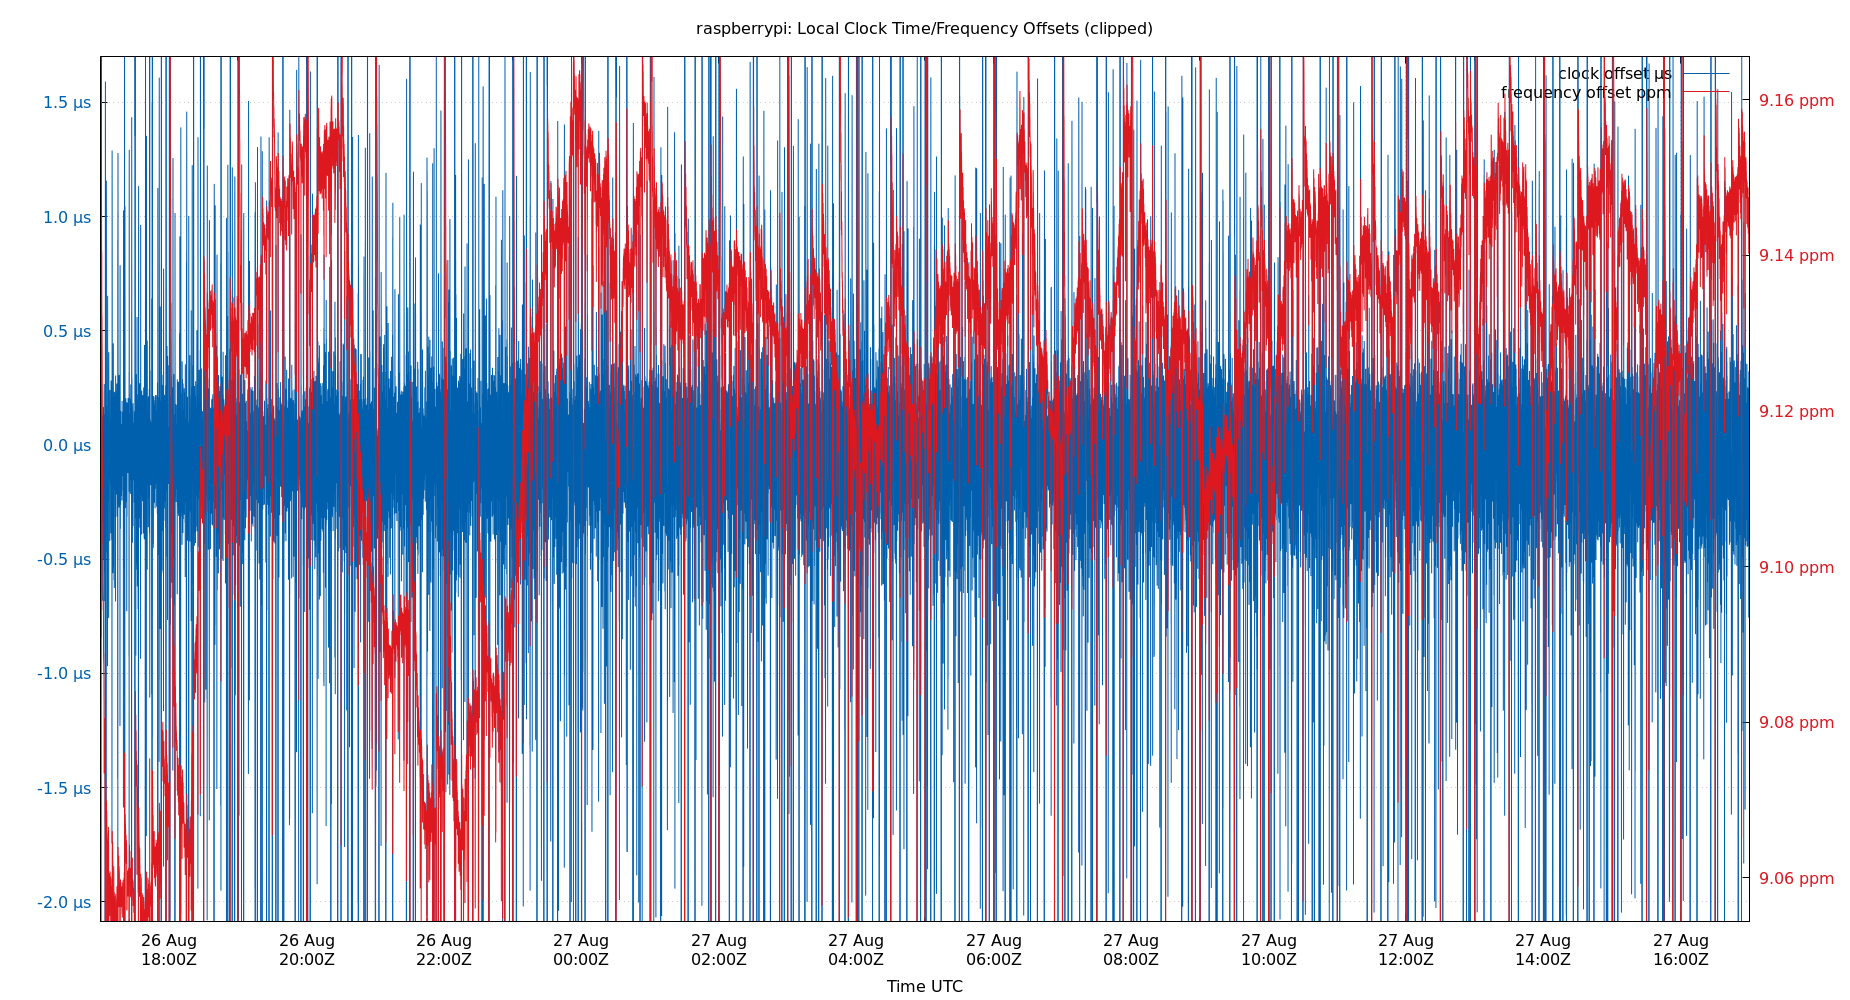 raspberrypi: Local Clock Time/Frequency Offsets (clipped)
clock offset µs
frequency offset ppm
1.5 µs
1.0 µs
0.5 µs
0.0 µs
-0.5 µs
-1.0 µs
-1.5 µs
-2.0 µs
9.16 ppm
9.14 ppm
9.12 ppm
9.10 ppm
9.08 ppm
9.06 ppm
26 Aug
18:00Z
26 Aug
20:00Z
26 Aug
22:00Z
27 Aug
00:00Z
27 Aug
02:00Z
27 Aug
04:00Z
27 Aug
06:00Z
27 Aug
08:00Z
27 Aug
10:00Z
27 Aug
12:00Z
27 Aug
14:00Z
27 Aug
16:00Z
Time UTC